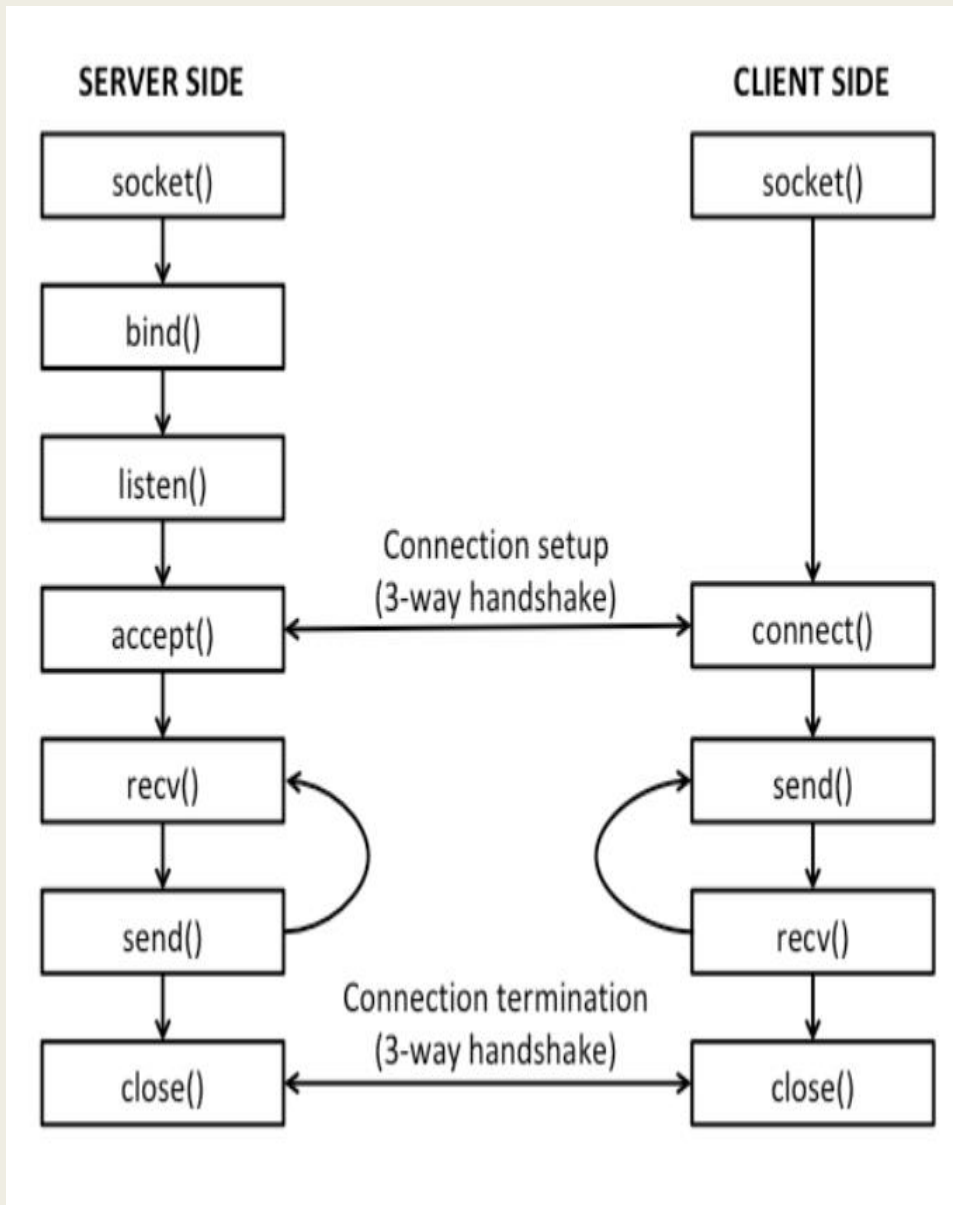 SERVER SIDE
CLIENT SIDE
socket()
socket()
bind()
listen()
Connection setup
(3-way handshake)
accept()
connect()
recv()
send()
send()
recv()
Connection termination
(3-way handshake)
close()
close()